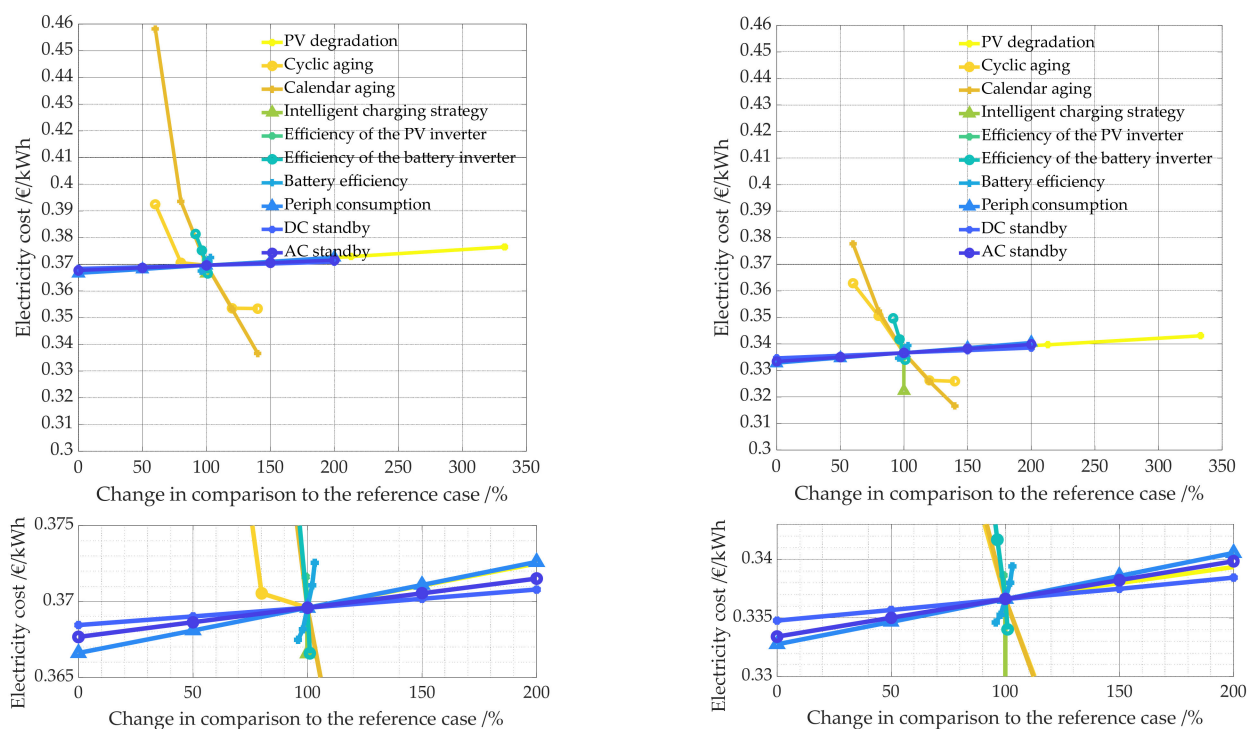 0.46
0.45
0.44
0.43
0.42
0.41
0.4
0.39
0.38
0.37
0.36
0.35
0.34
0.33
0.32
0.31
0.3
Electricity cost /€/kWh
PV degradation
Cyclic aging
Calendar aging
Intelligent charging strategy
Efficiency of the PV inverter
Efficiency of the battery inverter
Battery efficiency
Periph consumption
DC standby
AC standby
0 50 100 150 200 250 300 350
Change in comparison to the reference case /%
0.46
0.45
0.44
0.43
0.42
0.41
0.4
0.39
0.38
0.37
0.36
0.35
0.34
0.33
0.32
0.31
0.3
Electricity cost /€/kWh
PV degradation
Cyclic aging
Calendar aging
Intelligent charging strategy
Efficiency of the PV inverter
Efficiency of the battery inverter
Battery efficiency
Periph consumption
DC standby
AC standby
0 50 100 150 200 250 300 350
Change in comparison to the reference case /%
0.375
0.37
0.365
Electricity cost /€/kWh
0 50 100 150 200
Change in comparison to the reference case /%
0.34
0.335
0.33
Electricity cost /€/kWh
0 50 100 150 200
Change in comparison to the reference case /%